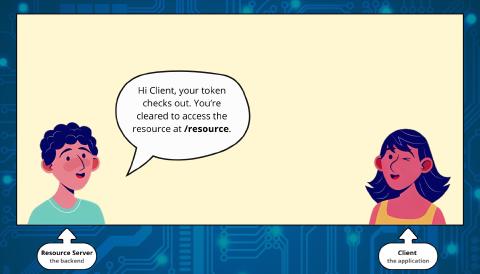 Hi Client, your token
checks out. You're
cleared to access the
resource at /resource.
Resource Server
the backend
Client
the application